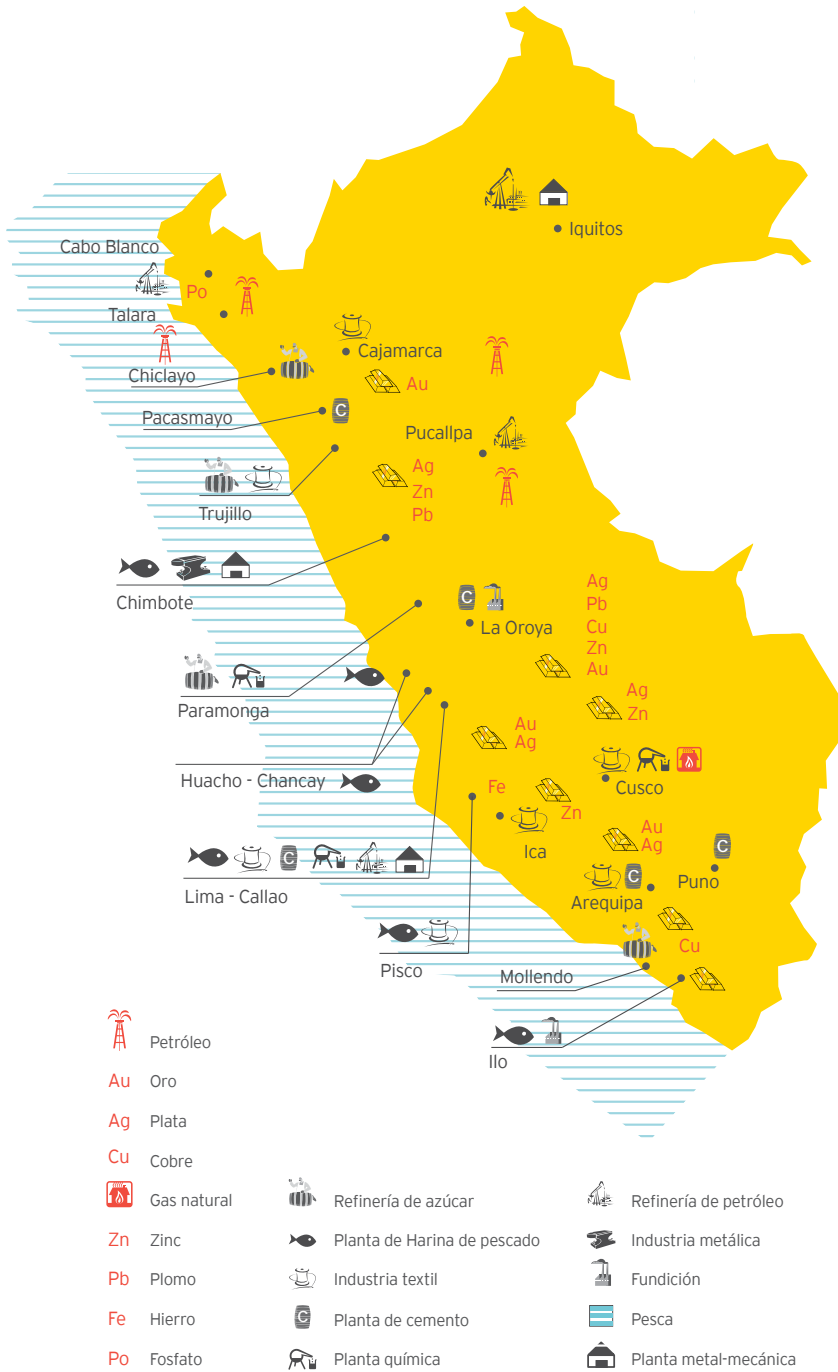 Iquitos
Cabo Blanco
Po
Talara
Cajamarca
Chiclayo
Au
Pacasmayo
C
Pucallpa
Ag
Zn
Pb
Trujillo
Chimbote
C
La Oroya
Ag
Pb
Cu
Zn
Au
Paramonga
Ag
Zn
Au
Ag
Huacho - Chancay
Cusco
Fe
Zn
Ica
Au
Ag
C
Puno
C
Arequipa
C
Lima - Callao
Cu
Pisco
Mollendo
Ilo
Petróleo
Au Oro
Ag Plata
Cu Cobre
Gas natural
Refinería de azúcar
Refinería de petróleo
Zn Zinc
Planta de Harina de pescado
Industria metálica
Pb Plomo
Industria textil
Fundición
Fe Hierro
C Planta de cemento
Pesca
Po Fosfato
Planta química
Planta metal-mecánica